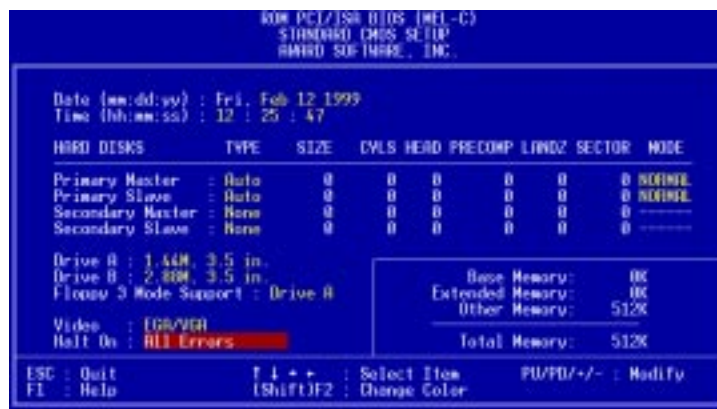 ROM PCI/ISA BIOS (MEL-C)
STANDARD CMOS SETUP
AWARD SOFTWARE, INC.
Date (mm:dd:yy) : Fri, Feb 12 1999
Time (hh:mm:ss) : 12 : 25 : 47
HARD DISKS TYPE SIZE CYLS HEAD PRECOMP LANDZ SECTOR MODE
Primary Master : Auto 0 0 0 0 0 0 NORMAL
Primary Slave : Auto 0 0 0 0 0 0 NORMAL
Secondary Master : None 0 0 0 0 0 0 ------
Secondary Slave : None 0 0 0 0 0 0 ------
Drive A : 1.44M, 3.5 in.
Drive B : 2.88M, 3.5 in.
Floppy 3 Mode Support : Drive A
Video : EGA/VGA
Halt On : All Errors
Base Memory: 0K
Extended Memory: 0K
Other Memory: 512K
Total Memory: 512K
ESC : Quit ↑ ↓ → ← : Select Item PU/PD/+/- : Modify
F1 : Help (Shift)F2 : Change Color